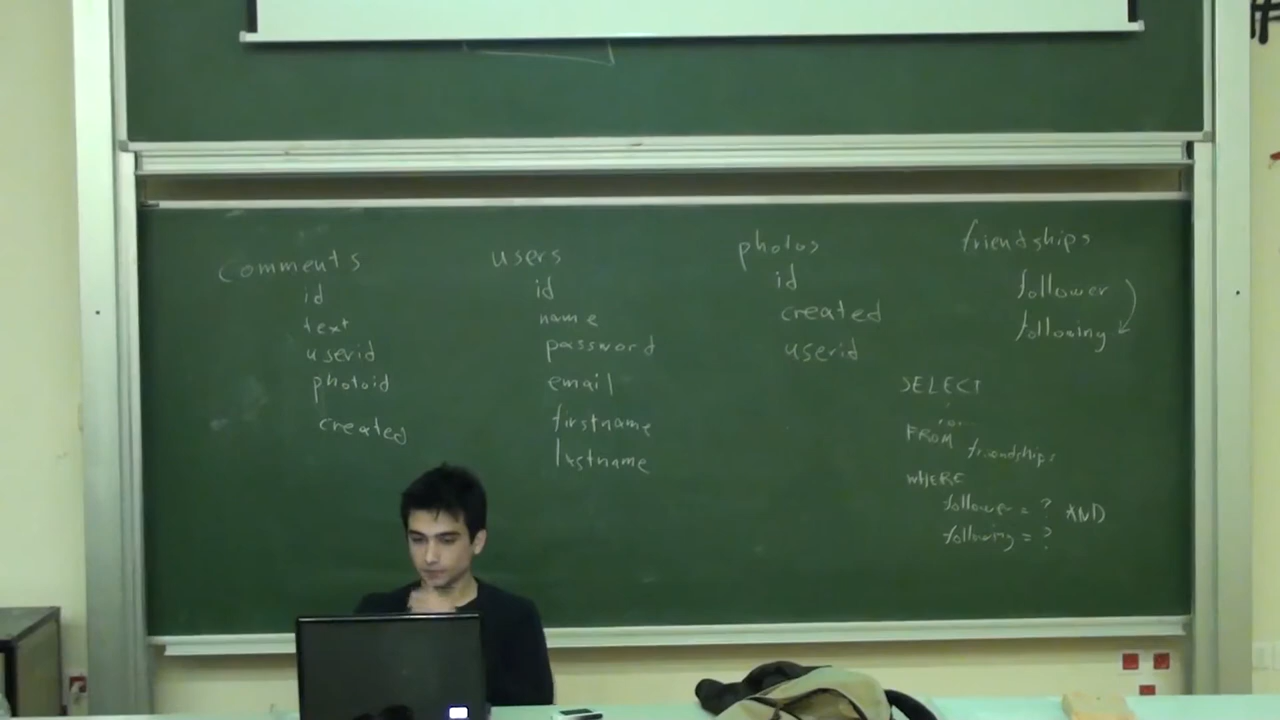 comments
id
text
userid
photoid
created
users
id
name
password
email
firstname
lastname
photos
id
created
userid
friendships
follower
following
SELECT
...
FROM friendships
WHERE
follower = ? AND
following = ?
#